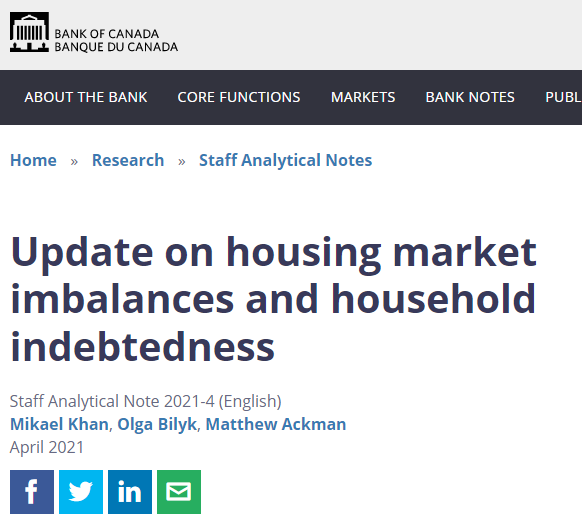 BANK OF CANADA
BANQUE DU CANADA
ABOUT THE BANK CORE FUNCTIONS MARKETS BANK NOTES PUBL
Home » Research » Staff Analytical Notes
Update on housing market
imbalances and household
indebtedness
Staff Analytical Note 2021-4 (English)
Mikael Khan, Olga Bilyk, Matthew Ackman
April 2021